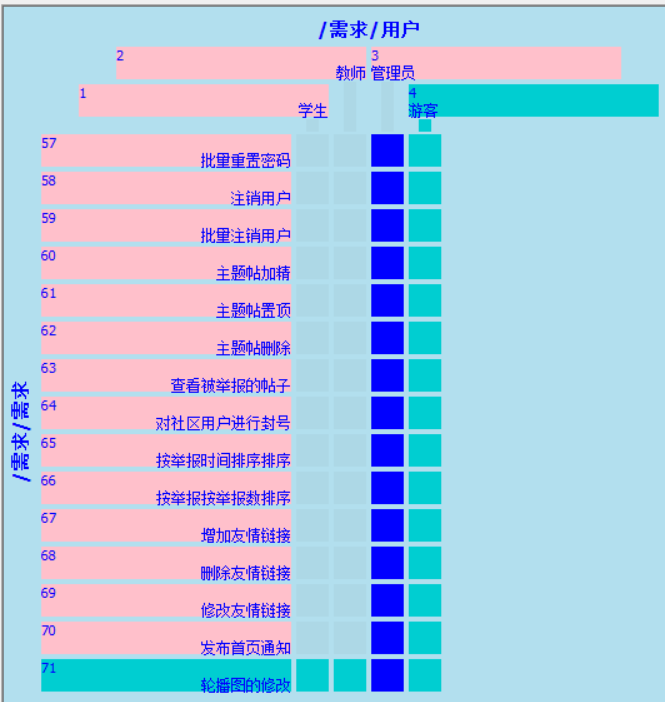 /需求/用户
2
3
教师 管理员
1
4
学生
游客
57
批量重置密码
58
注销用户
59
批量注销用户
60
主题帖加精
61
主题帖置顶
62
主题帖删除
63
查看被举报的帖子
64
对社区用户进行封号
65
按举报时间排序排序
66
按举报按举报数排序
67
增加友情链接
68
删除友情链接
69
修改友情链接
70
发布首页通知
71
轮播图的修改
/需求/需求